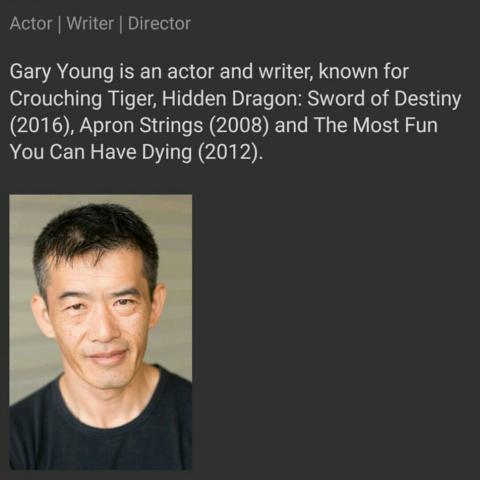 Actor | Writer | Director
Gary Young is an actor and writer, known for
Crouching Tiger, Hidden Dragon: Sword of Destiny
(2016), Apron Strings (2008) and The Most Fun
You Can Have Dying (2012).